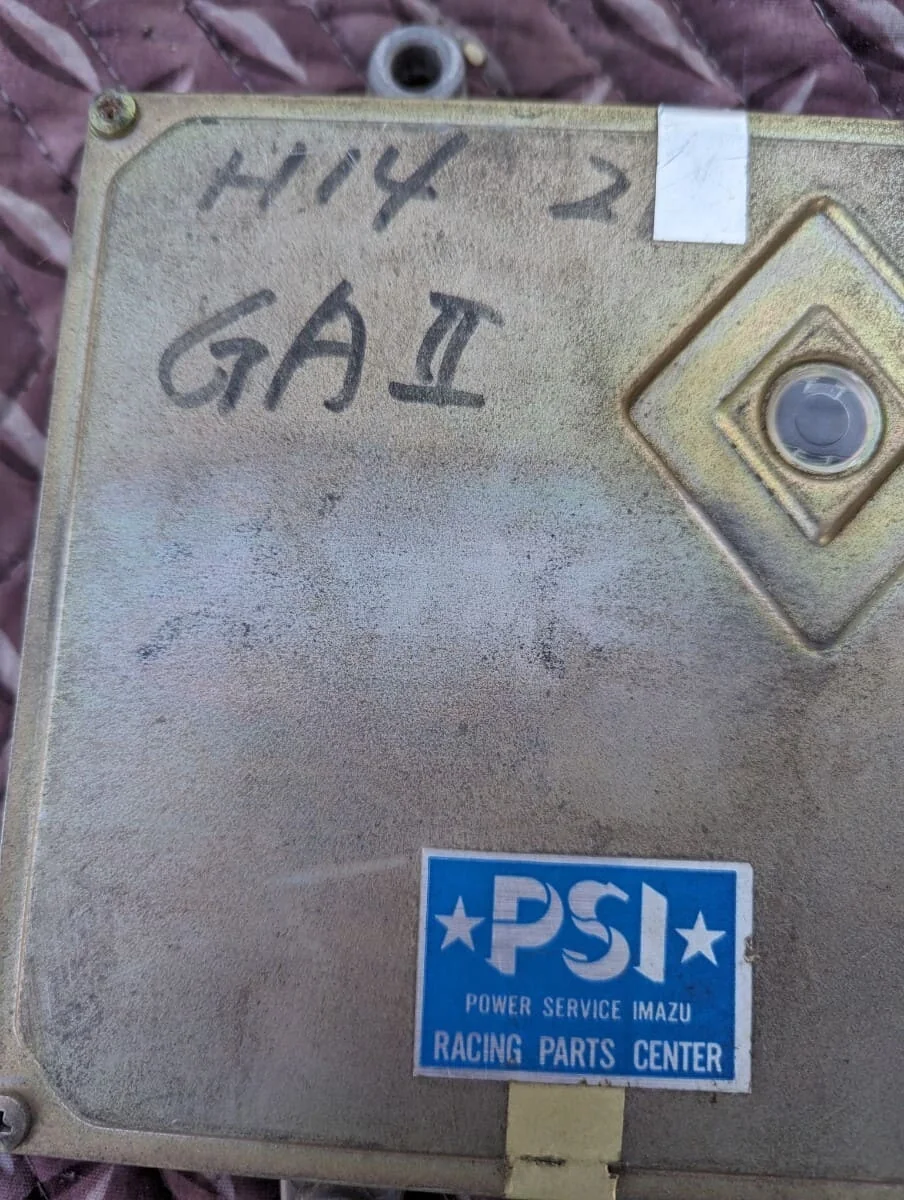 H14 2
GA II
★PSI★
POWER SERVICE IMAZU
RACING PARTS CENTER